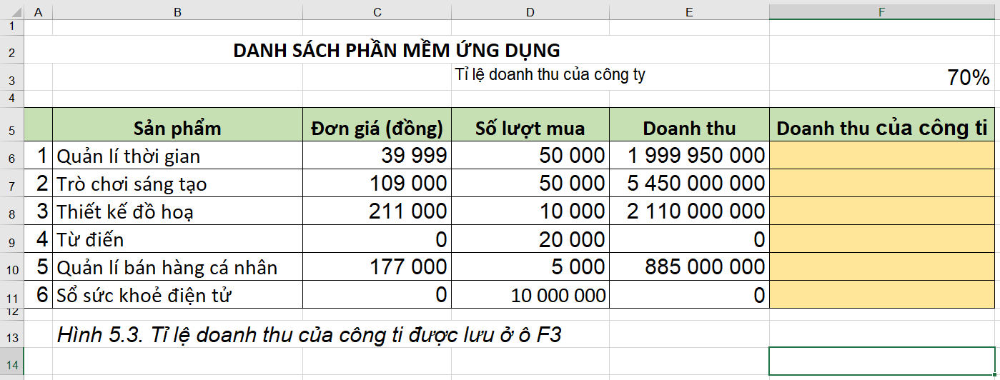 A B C D E F
1
2 DANH SÁCH PHẦN MỀM ỨNG DỤNG
3 Tỉ lệ doanh thu của công ty 70%
4
5 Sản phẩm Đơn giá (đồng) Số lượt mua Doanh thu Doanh thu của công ti
6 1 Quản lí thời gian 39 999 50 000 1 999 950 000
7 2 Trò chơi sáng tạo 109 000 50 000 5 450 000 000
8 3 Thiết kế đồ hoạ 211 000 10 000 2 110 000 000
9 4 Từ điến 0 20 000 0
10 5 Quản lí bán hàng cá nhân 177 000 5 000 885 000 000
11 6 Sổ sức khoẻ điện tử 0 10 000 000 0
12
13 Hình 5.3. Tỉ lệ doanh thu của công ti được lưu ở ô F3
14